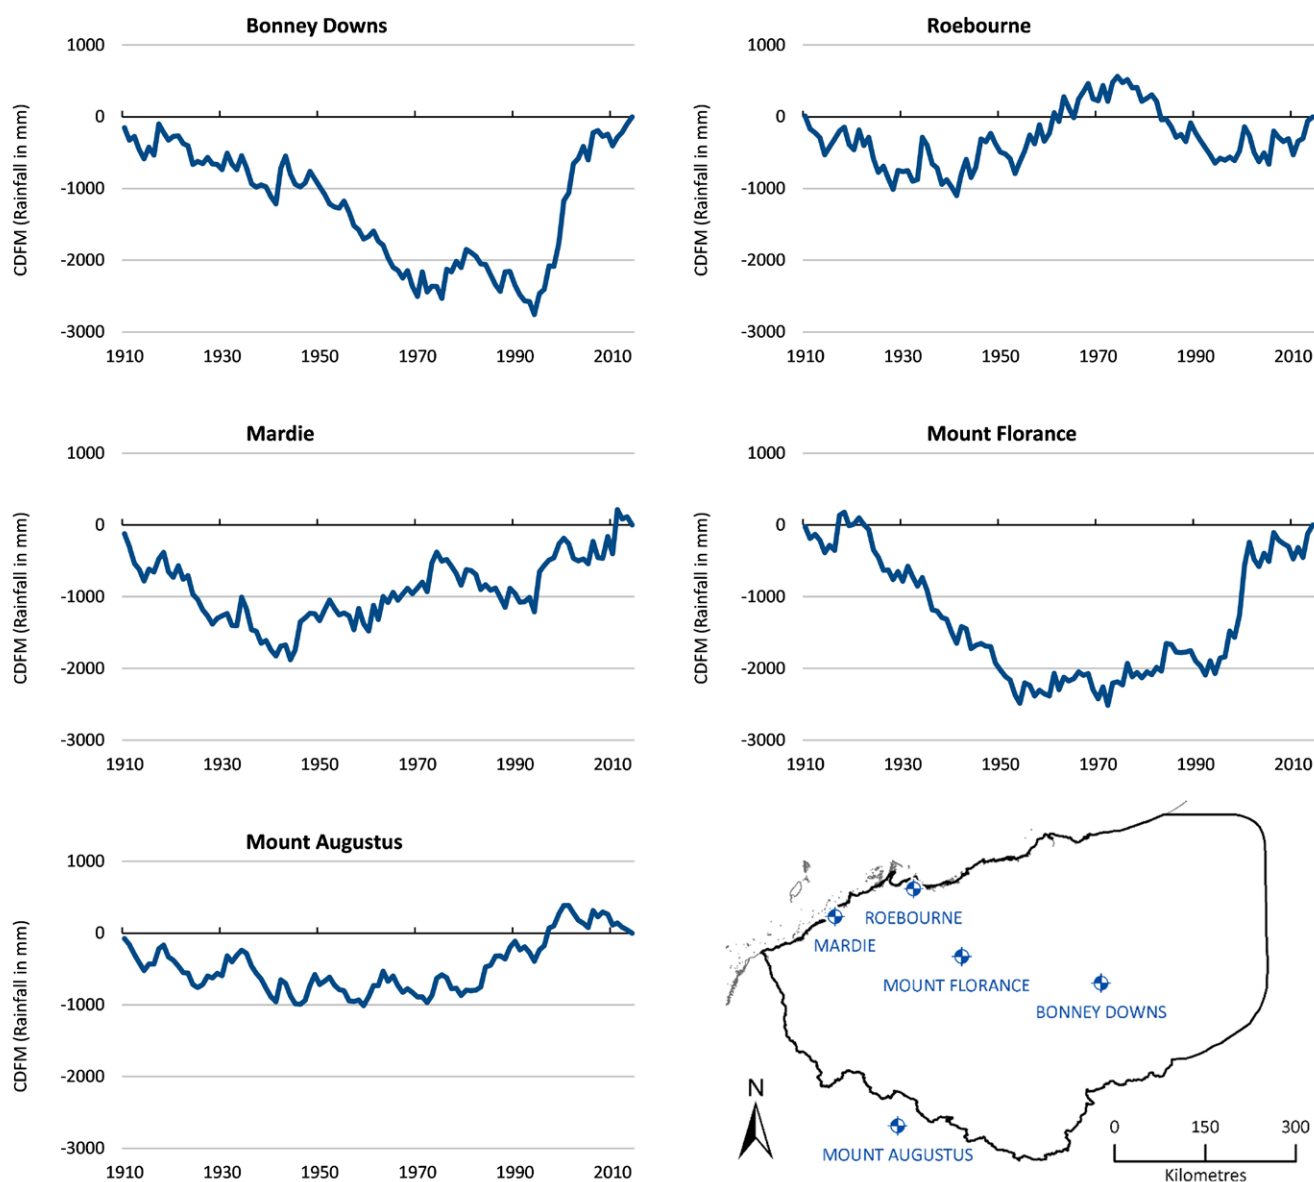 Bonney Downs
CDFM (Rainfall in mm)
1000
0
-1000
-2000
-3000
1910 1930 1950 1970 1990 2010
Roebourne
CDFM (Rainfall in mm)
1000
0
-1000
-2000
-3000
1910 1930 1950 1970 1990 2010
Mardie
CDFM (Rainfall in mm)
1000
0
-1000
-2000
-3000
1910 1930 1950 1970 1990 2010
Mount Florance
CDFM (Rainfall in mm)
1000
0
-1000
-2000
-3000
1910 1930 1950 1970 1990 2010
Mount Augustus
CDFM (Rainfall in mm)
1000
0
-1000
-2000
-3000
1910 1930 1950 1970 1990 2010
ROEBOURNE
MARDIE
MOUNT FLORANCE
BONNEY DOWNS
N
MOUNT AUGUSTUS
0 150 300
Kilometres